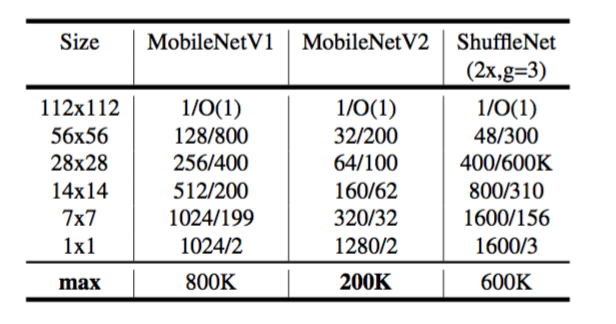 Size MobileNetV1 MobileNetV2 ShuffleNet
(2x,g=3)
112x112 1/O(1) 1/O(1) 1/O(1)
56x56 128/800 32/200 48/300
28x28 256/400 64/100 400/600K
14x14 512/200 160/62 800/310
7x7 1024/199 320/32 1600/156
1x1 1024/2 1280/2 1600/3
max 800K 200K 600K